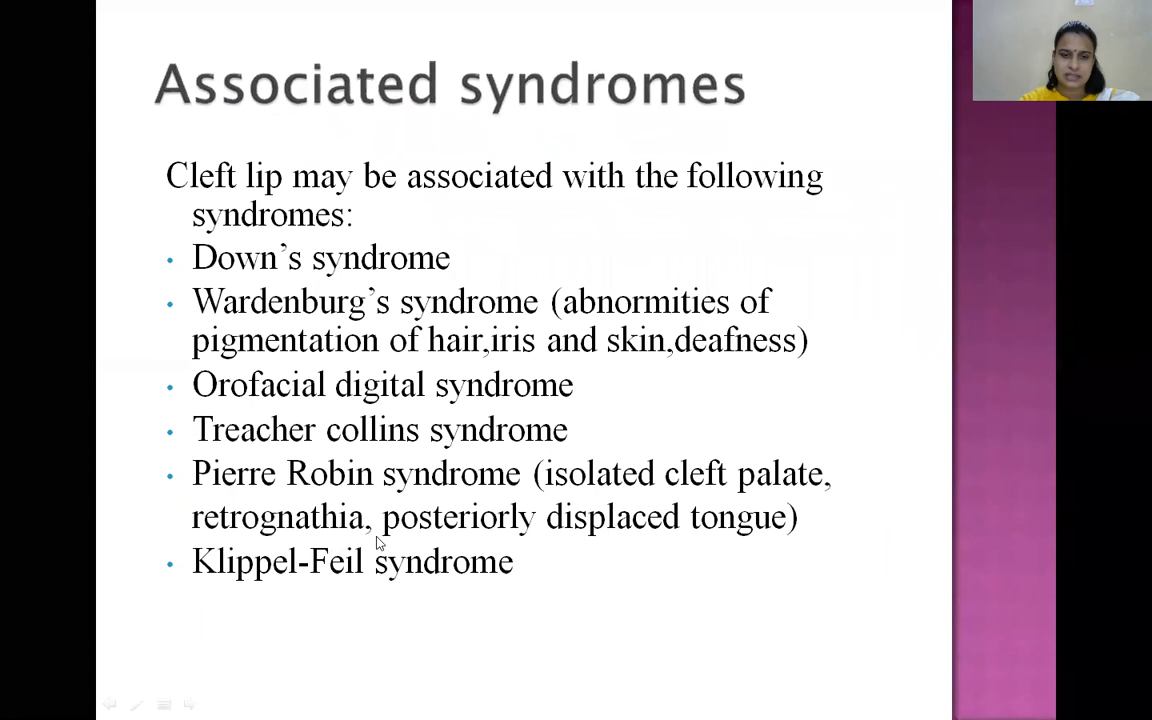 Associated syndromes
Cleft lip may be associated with the following
syndromes:
• Down’s syndrome
• Wardenburg’s syndrome (abnormities of
pigmentation of hair,iris and skin,deafness)
• Orofacial digital syndrome
• Treacher collins syndrome
• Pierre Robin syndrome (isolated cleft palate,
retrognathia, posteriorly displaced tongue)
• Klippel-Feil syndrome